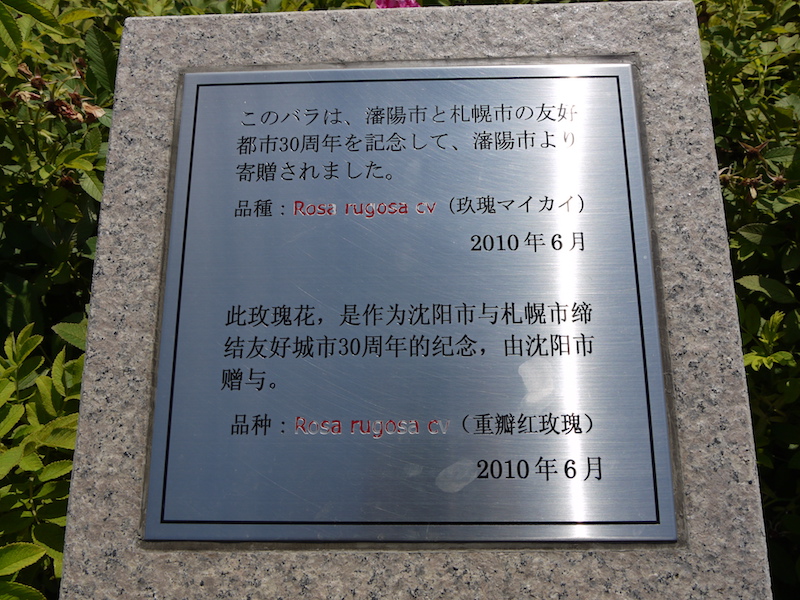 このバラは、瀋陽市と札幌市の友好
都市30周年を記念して、瀋陽市より
寄贈されました。
品種：Rosa rugosa cv（玖瑰マイカイ）
2010年6月
此玫瑰花，是作为沈阳市与札幌市缔
结友好城市30周年的纪念，由沈阳市
赠与。
品种：Rosa rugosa cv（重瓣红玫瑰）
2010年6月